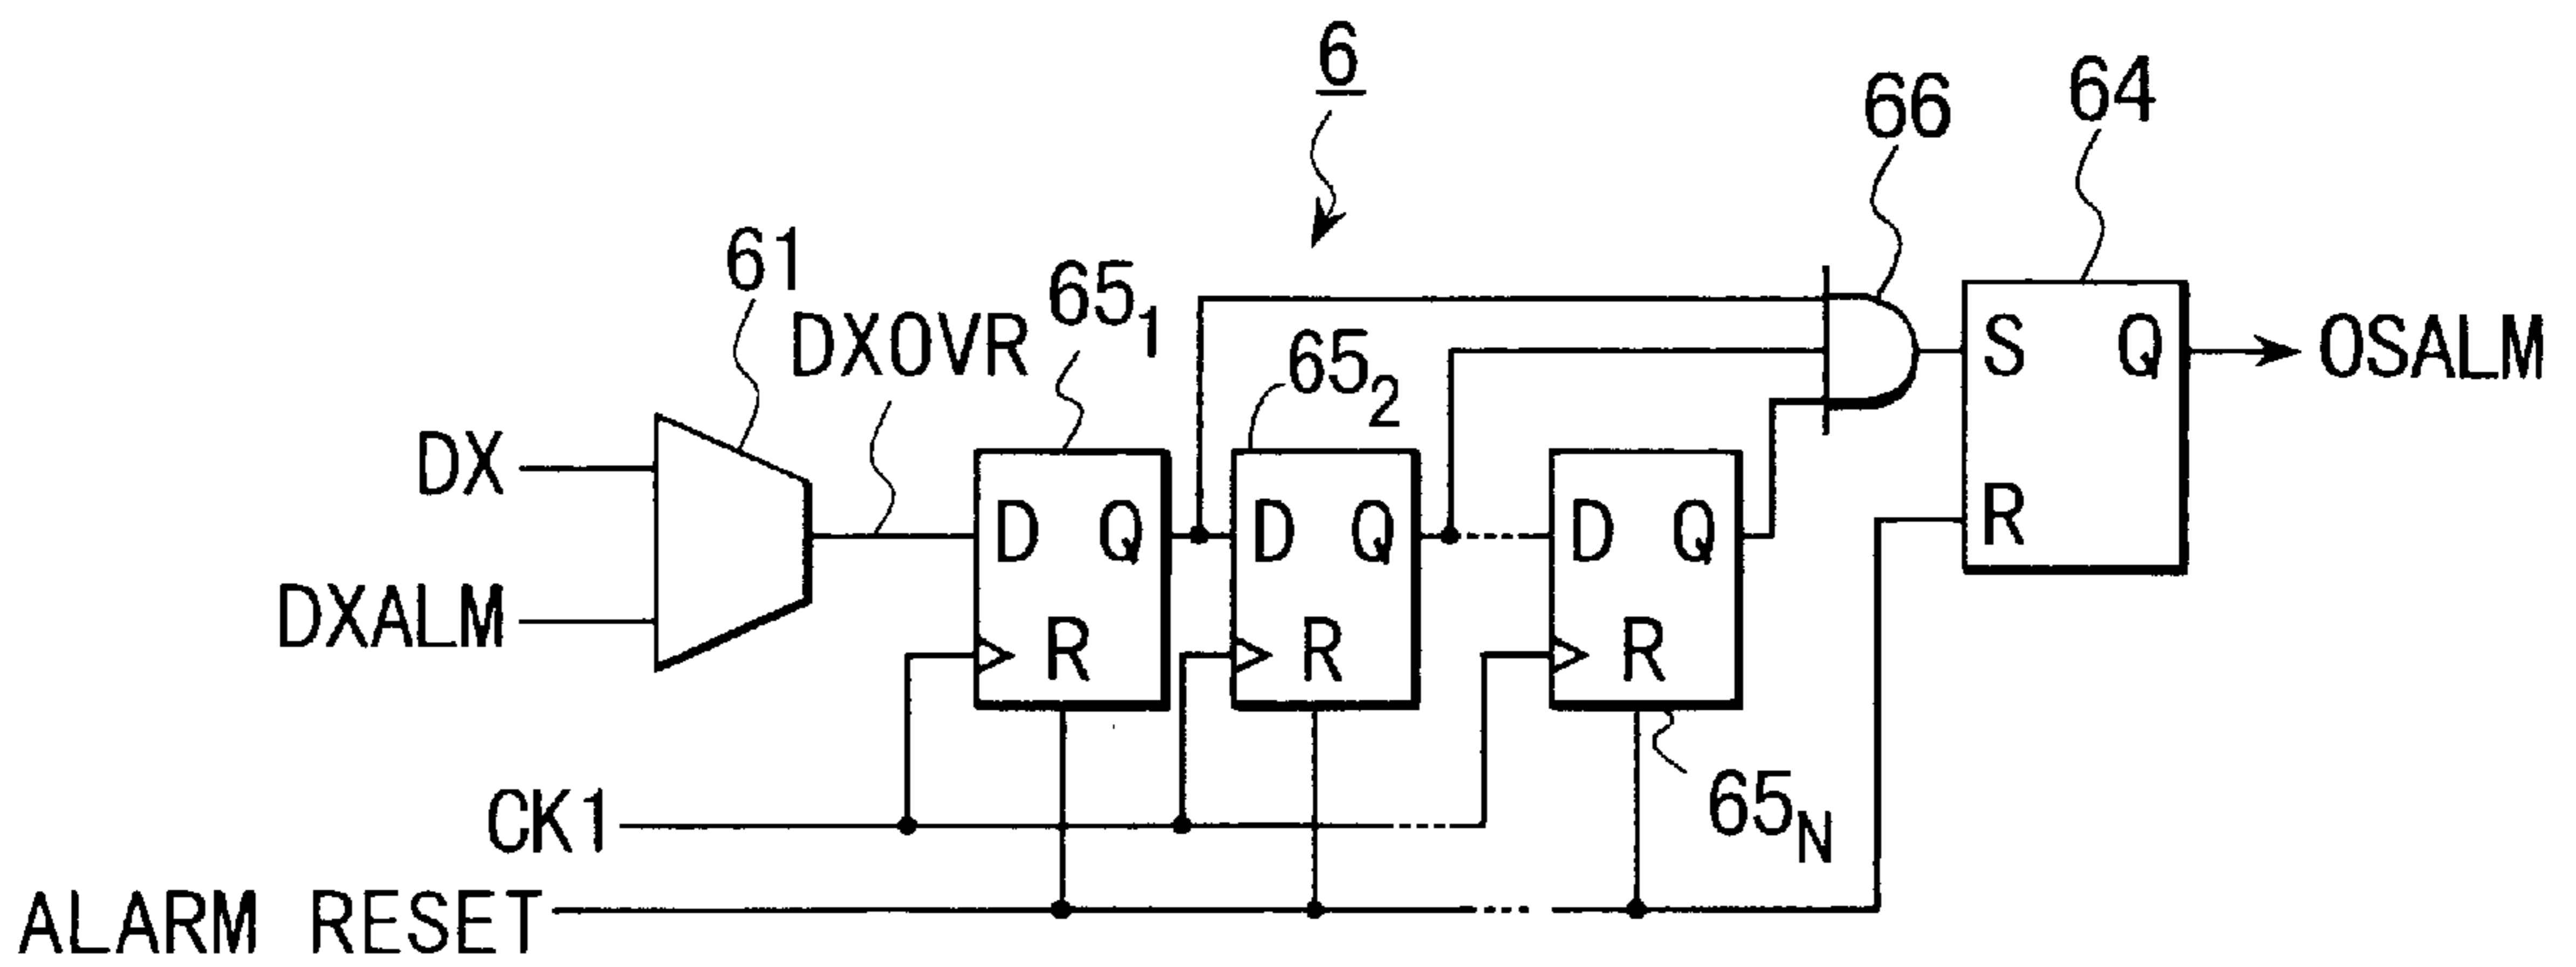 6
66
64
61
65₁
DXOVR
65₂
S Q
OSALM
DX
D Q
D Q
D Q
R
DXALM
R
R
R
65N
CK1
ALARM RESET